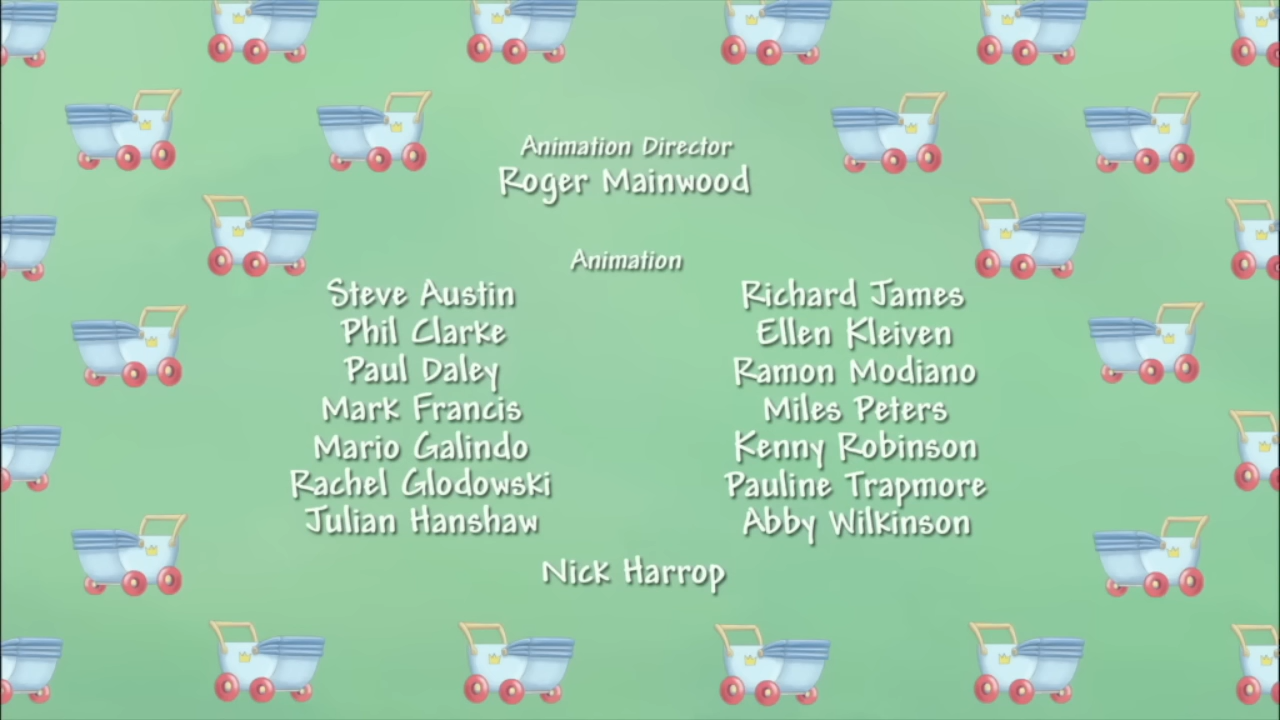 Animation Director
Roger Mainwood
Animation
Steve Austin
Phil Clarke
Paul Daley
Mark Francis
Mario Galindo
Rachel Glodowski
Julian Hanshaw
Richard James
Ellen Kleiven
Ramon Modiano
Miles Peters
Kenny Robinson
Pauline Trapmore
Abby Wilkinson
Nick Harrop